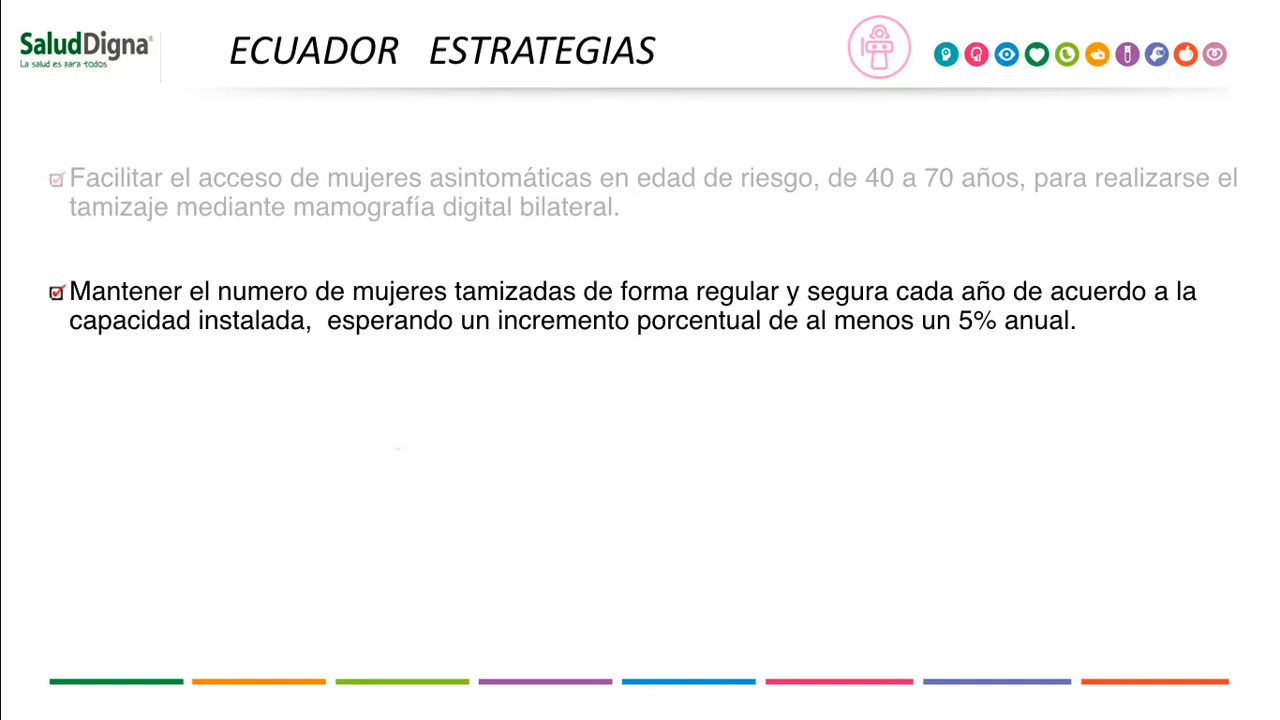 SaludDigna®
La salud es para todos
ECUADOR ESTRATEGIAS
Facilitar el acceso de mujeres asintomáticas en edad de riesgo, de 40 a 70 años, para realizarse el
tamizaje mediante mamografía digital bilateral.
Mantener el numero de mujeres tamizadas de forma regular y segura cada año de acuerdo a la
capacidad instalada, esperando un incremento porcentual de al menos un 5% anual.